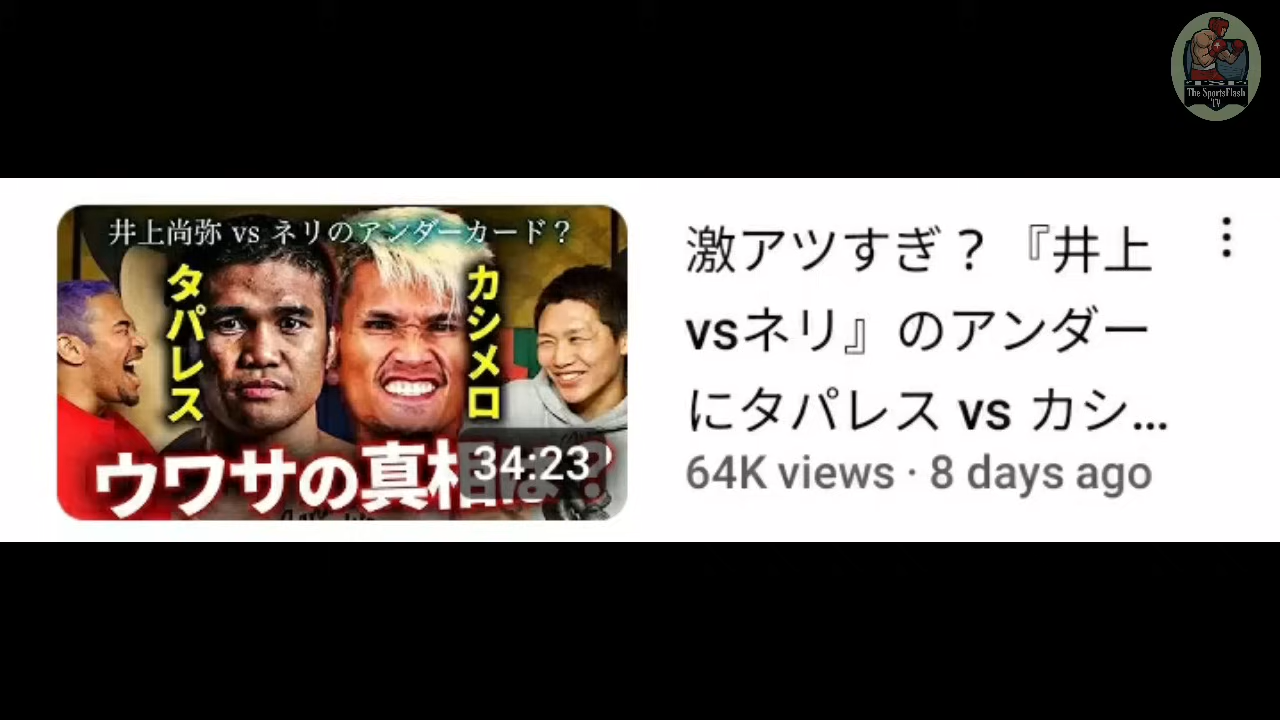 The SportsFlash
TV
井上尚弥 vs ネリのアンダーカード？
タパレス
カシメロ
ウワサの真相は？
34:23
激アツすぎ？『井上
vsネリ』のアンダー
にタパレス vs カシ...
64K views · 8 days ago